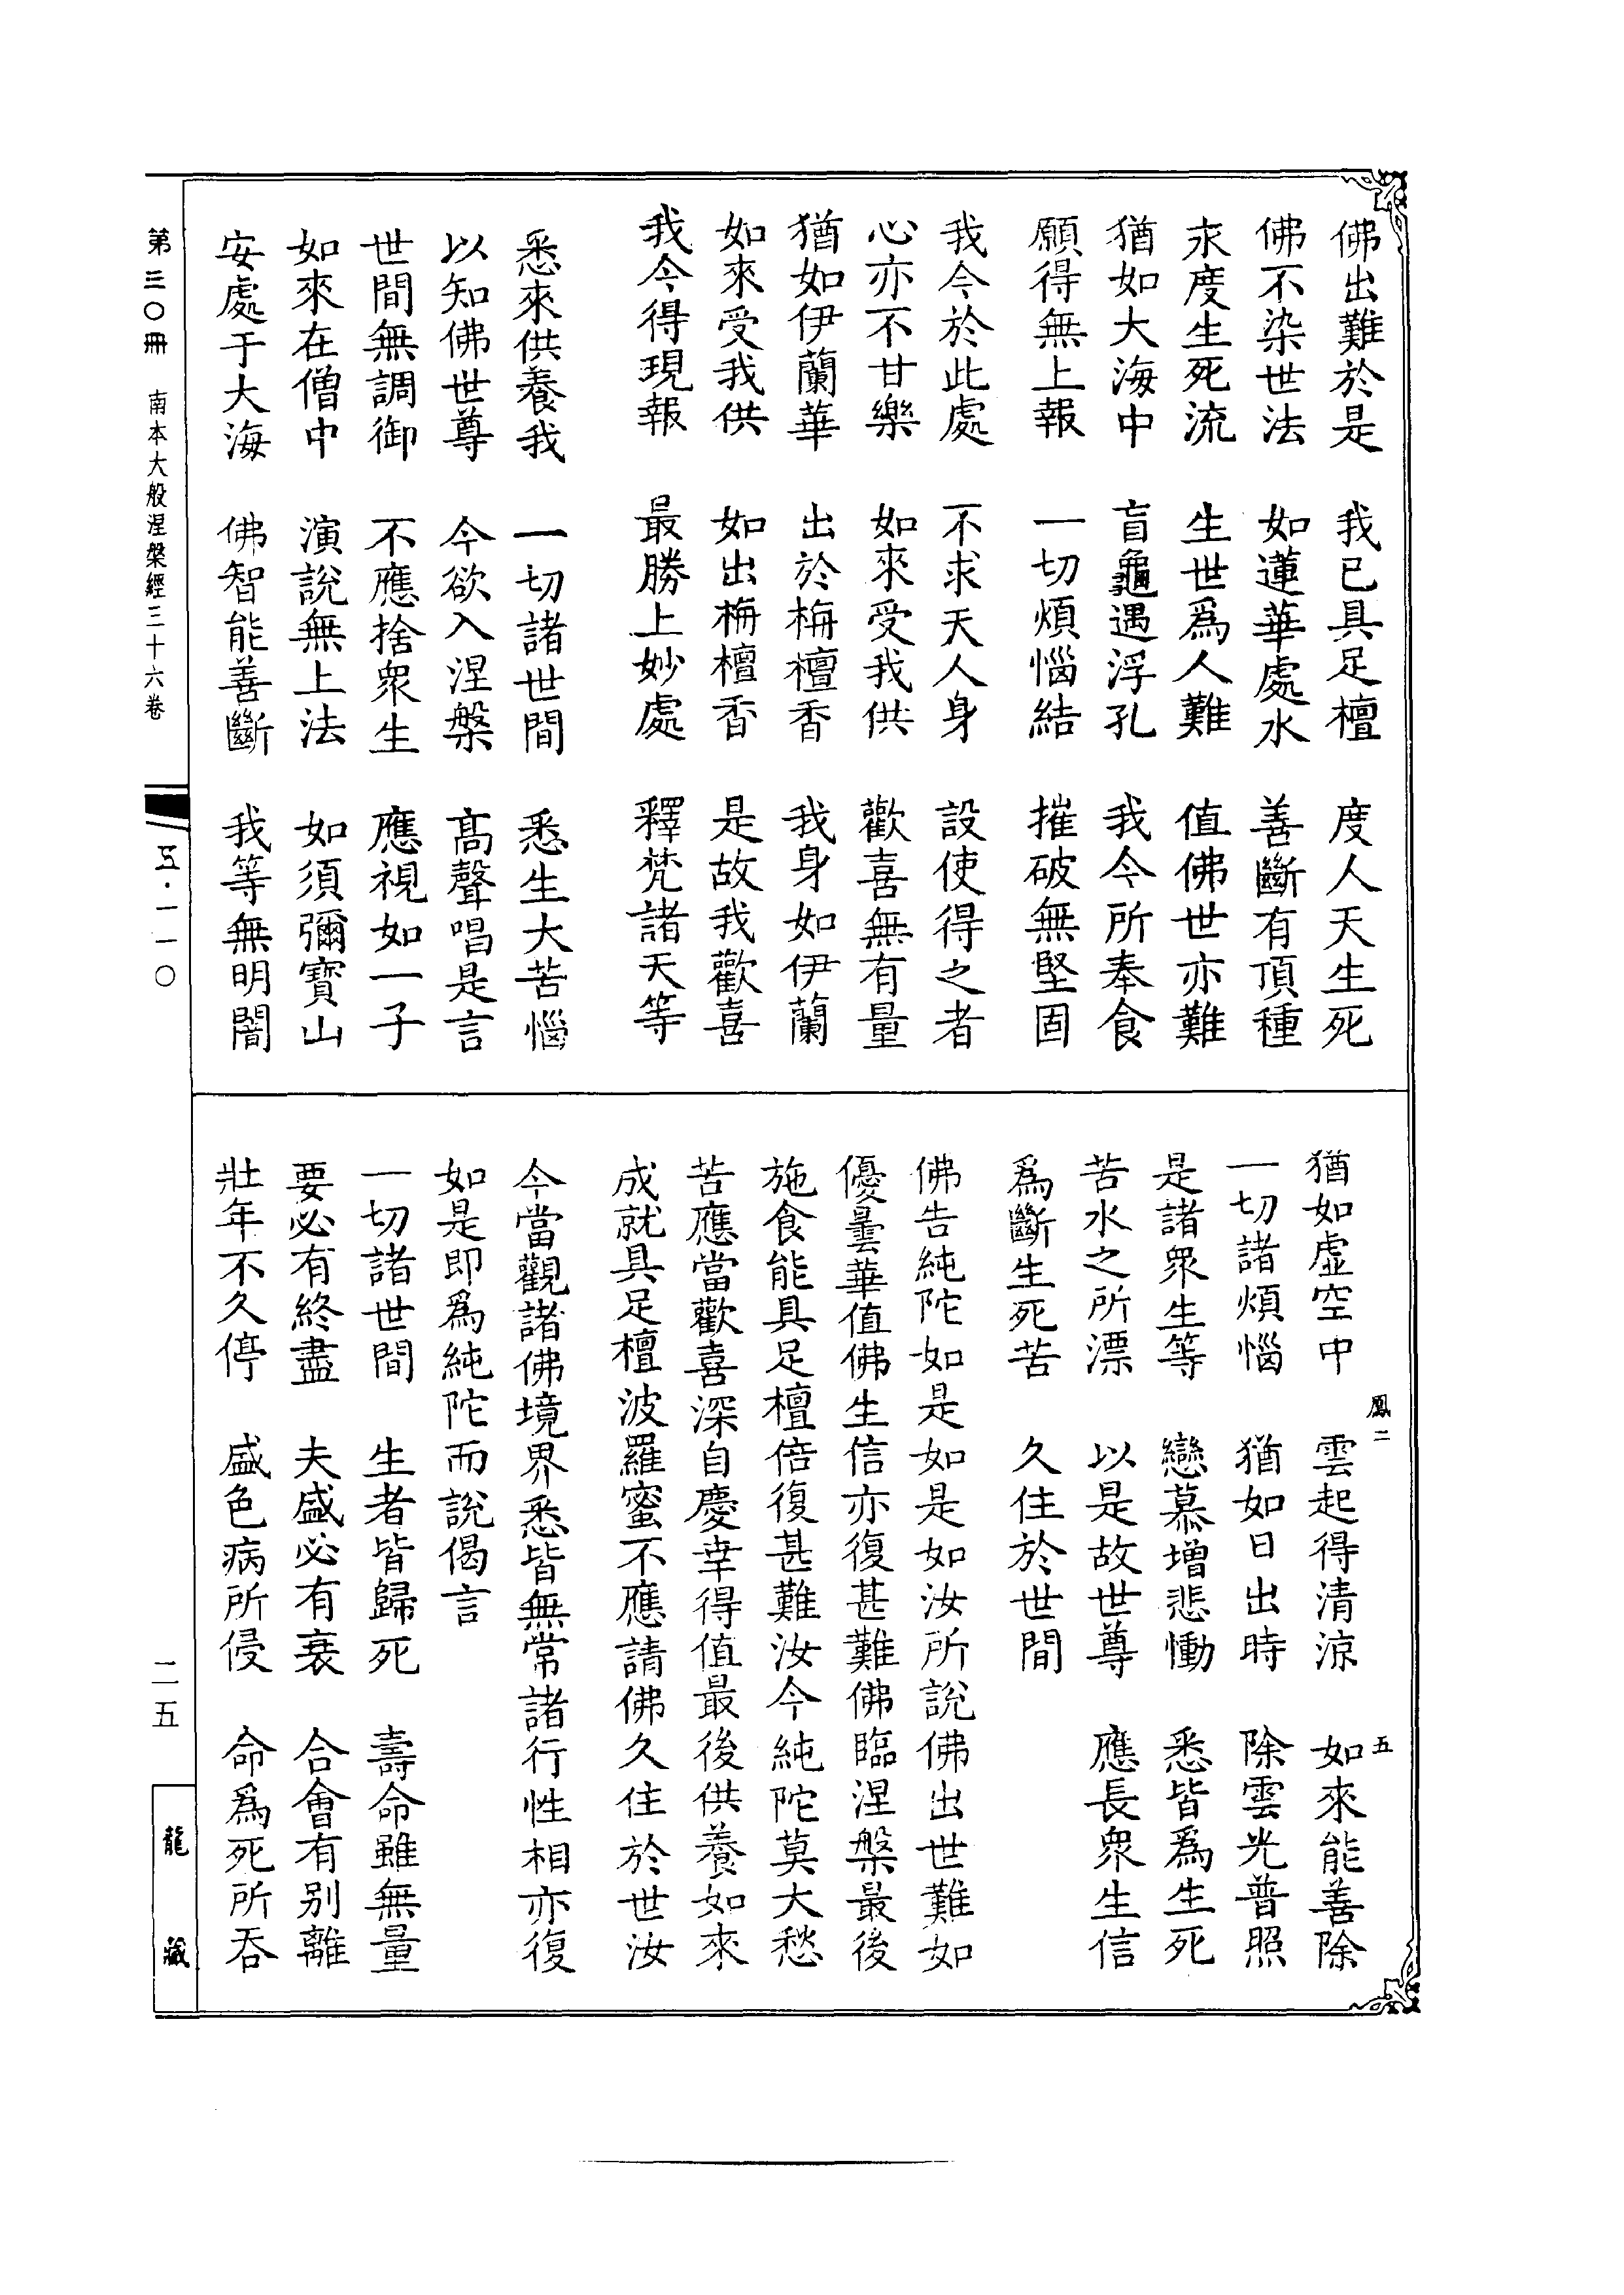 佛出難於是　我已具足檀　度人天生死
佛不染世法　如蓮華處水　善斷有頂種
永度生死流　生世爲人難　值佛世亦難
猶如大海中　盲龜遇浮孔　我今所奉食
願得無上報　一切煩惱結　摧破無堅固
我今於此處　不求天人身　設使得之者
心亦不甘樂　如來受我供　歡喜無有量
猶如伊蘭華　出於栴檀香　我身如伊蘭
如來受我供　如出栴檀香　是故我歡喜
我今得現報　最勝上妙處　釋梵諸天等
悉來供養我　一切諸世間　悉生大苦惱
以知佛世尊　今欲入涅槃　高聲唱是言
世間無調御　不應捨衆生　應視如一子
如來在僧中　演說無上法　如須彌寶山
安處于大海　佛智能善斷　我等無明闇
猶如虛空中　雲起得清涼　如來能善除
一切諸煩惱　猶如日出時　除雲光普照
是諸衆生等　戀慕增悲慟　悉皆爲生死
苦水之所漂　以是故世尊　應長衆生信
爲斷生死苦　久住於世間
佛告純陀如是如是如汝所說佛出世難如
優曇華值佛生信亦復甚難佛臨涅槃最後
施食能具足檀倍復甚難汝今純陀莫大愁
苦應當歡喜深自慶幸得值最後供養如來
成就具足檀波羅蜜不應請佛久住於世汝
今當觀諸佛境界悉皆無常諸行性相亦復
如是即爲純陀而說偈言
一切諸世間　生者皆歸死　壽命雖無量
要必有終盡　夫盛必有衰　合會有別離
壯年不久停　盛色病所侵　命爲死所吞
鳳二　五
第三〇冊　南本大般涅槃經三十六卷
五·一一〇
二五
龍藏